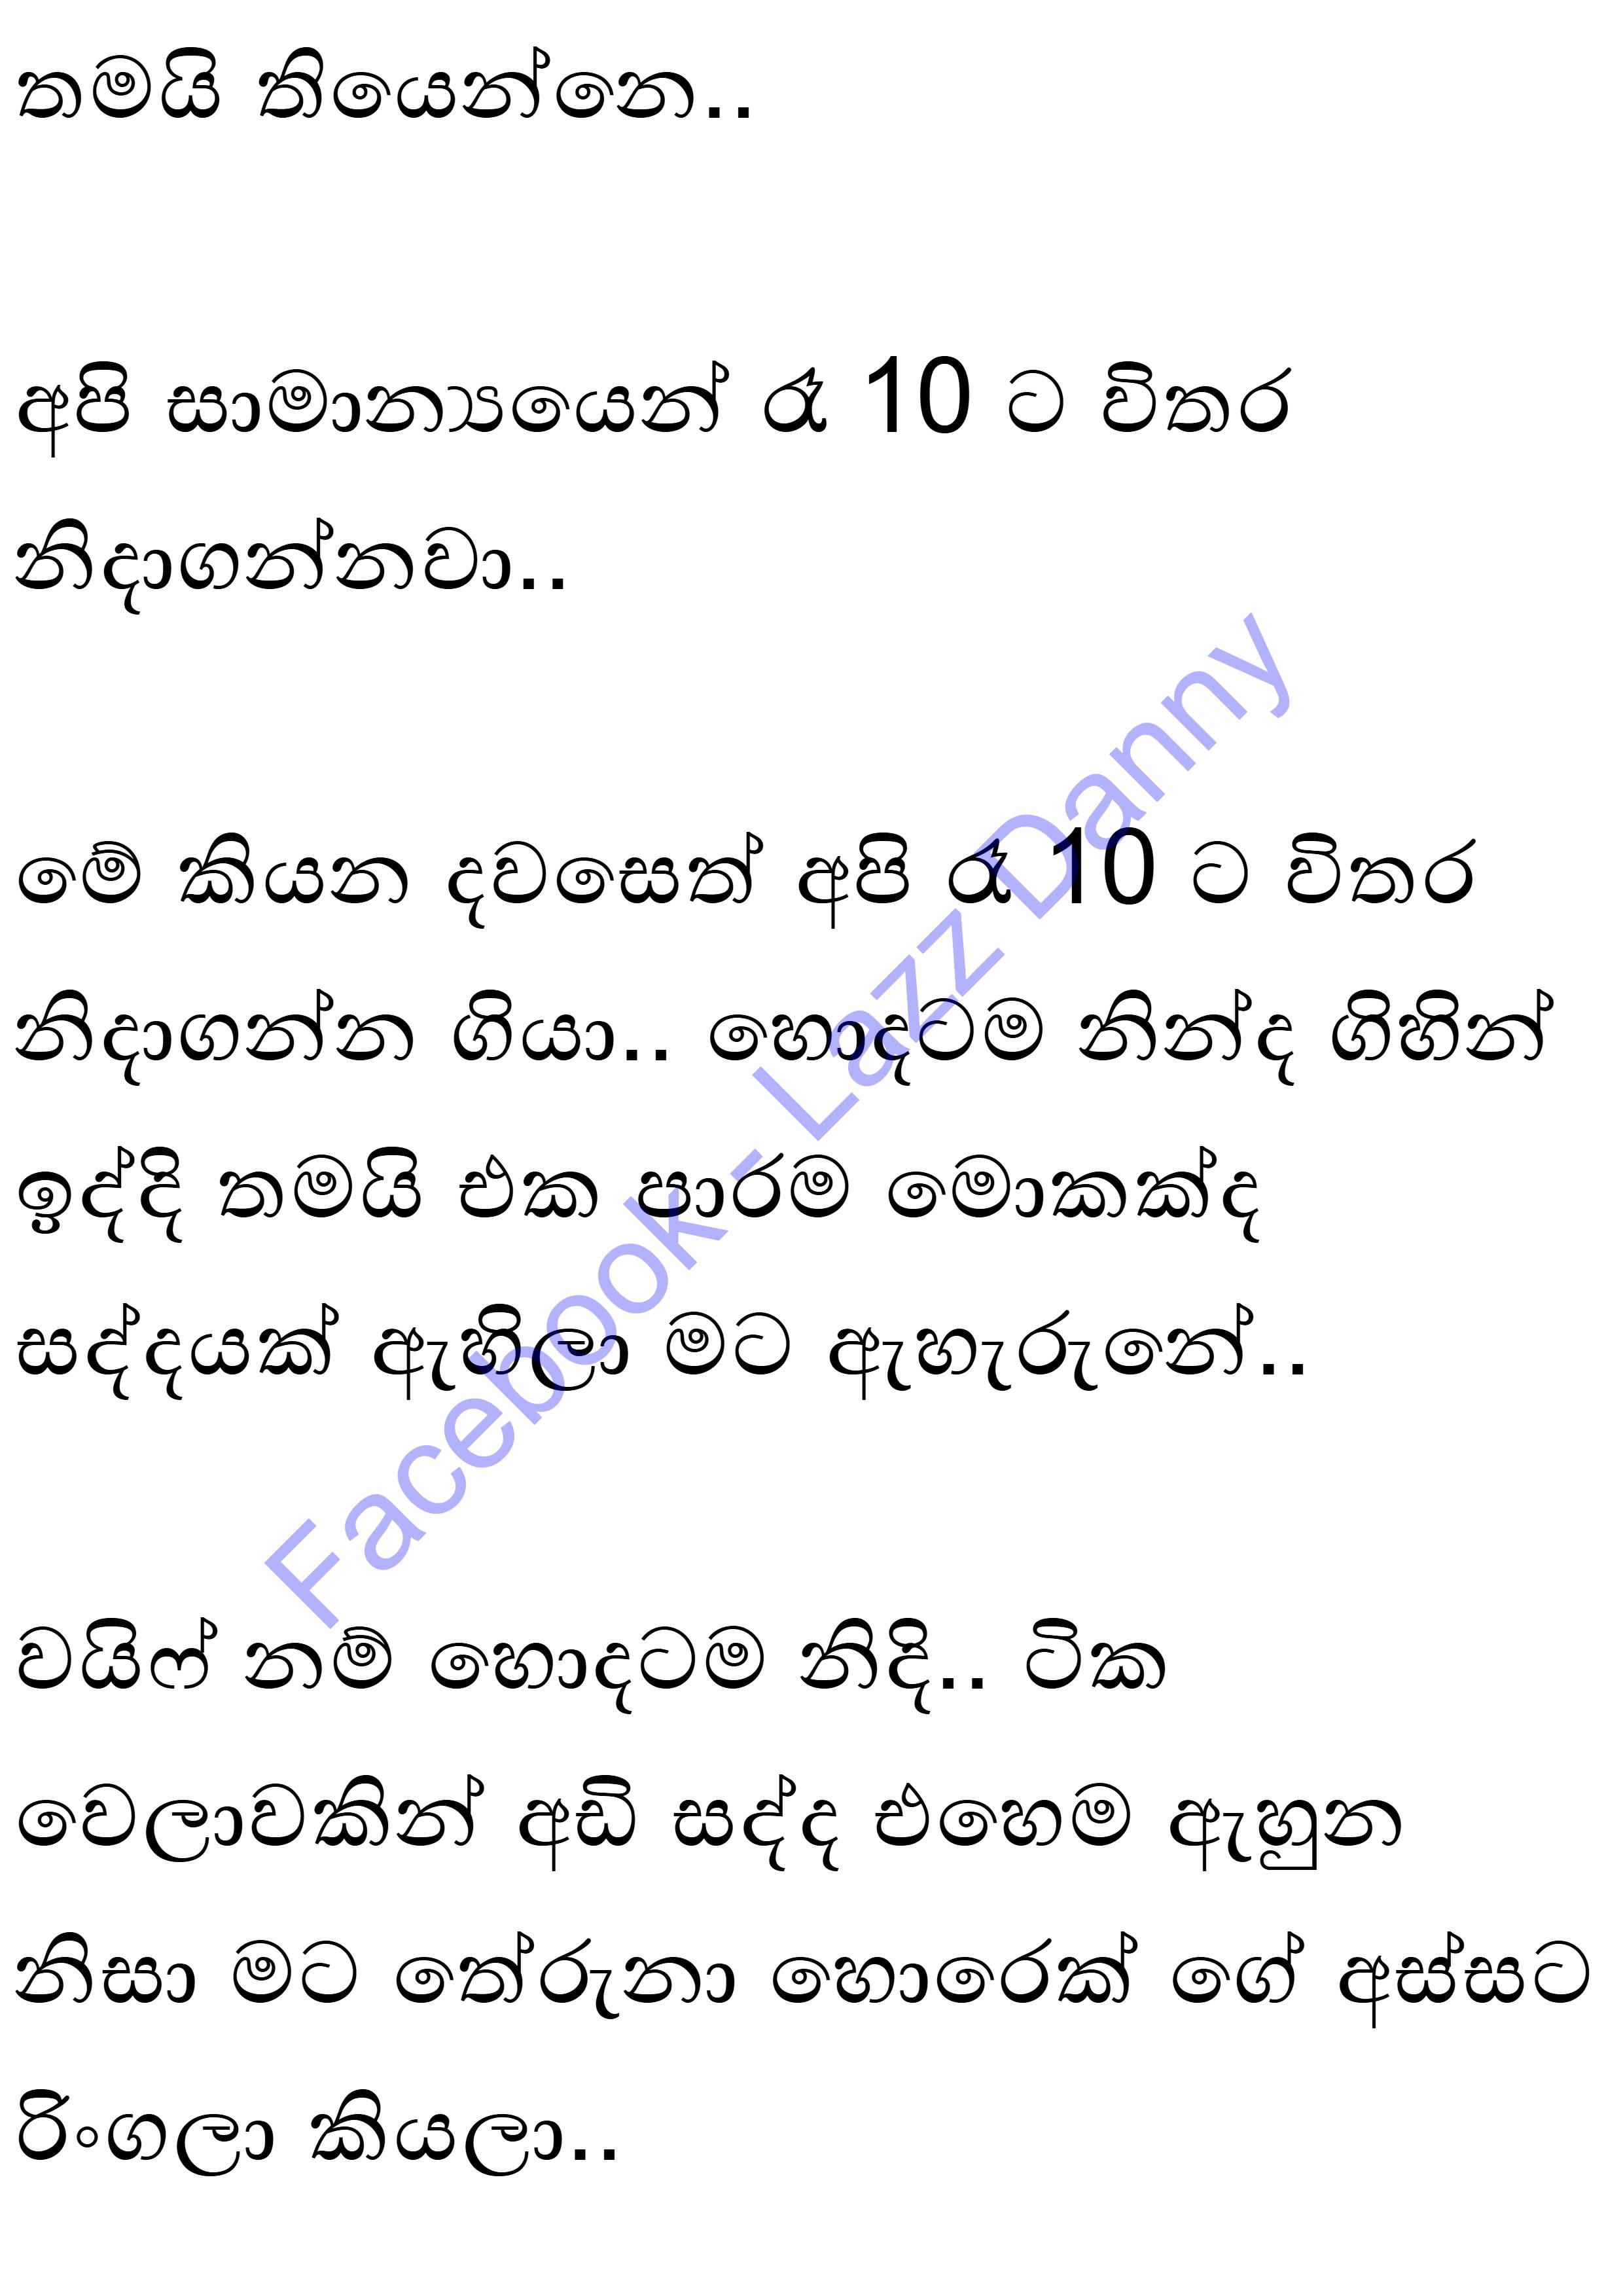 තමයි තියෙන්නෙ..
අපි සාමාන්‍යයෙන් රෑ 10 ට විතර
නිදාගන්නවා..
මේ කියන දවසෙත් අපි රෑ 10 ට විතර
නිදාගන්න ගියා.. හොදටම නින්ද ගිහින්
ඉද්දි තමයි එක පාරම මොකක්ද
සද්දයක් ඇහිලා මට ඇහැරුනේ..
වයිෆ් නම් හොදටම නිදි.. ටික
වෙලාවකින් අඩි සද්ද එහෙම ඇහුන
නිසා මට තේරුනා හොරෙක් ගේ අස්සට
රිංගලා කියලා..
Facebook - Lazz Danny